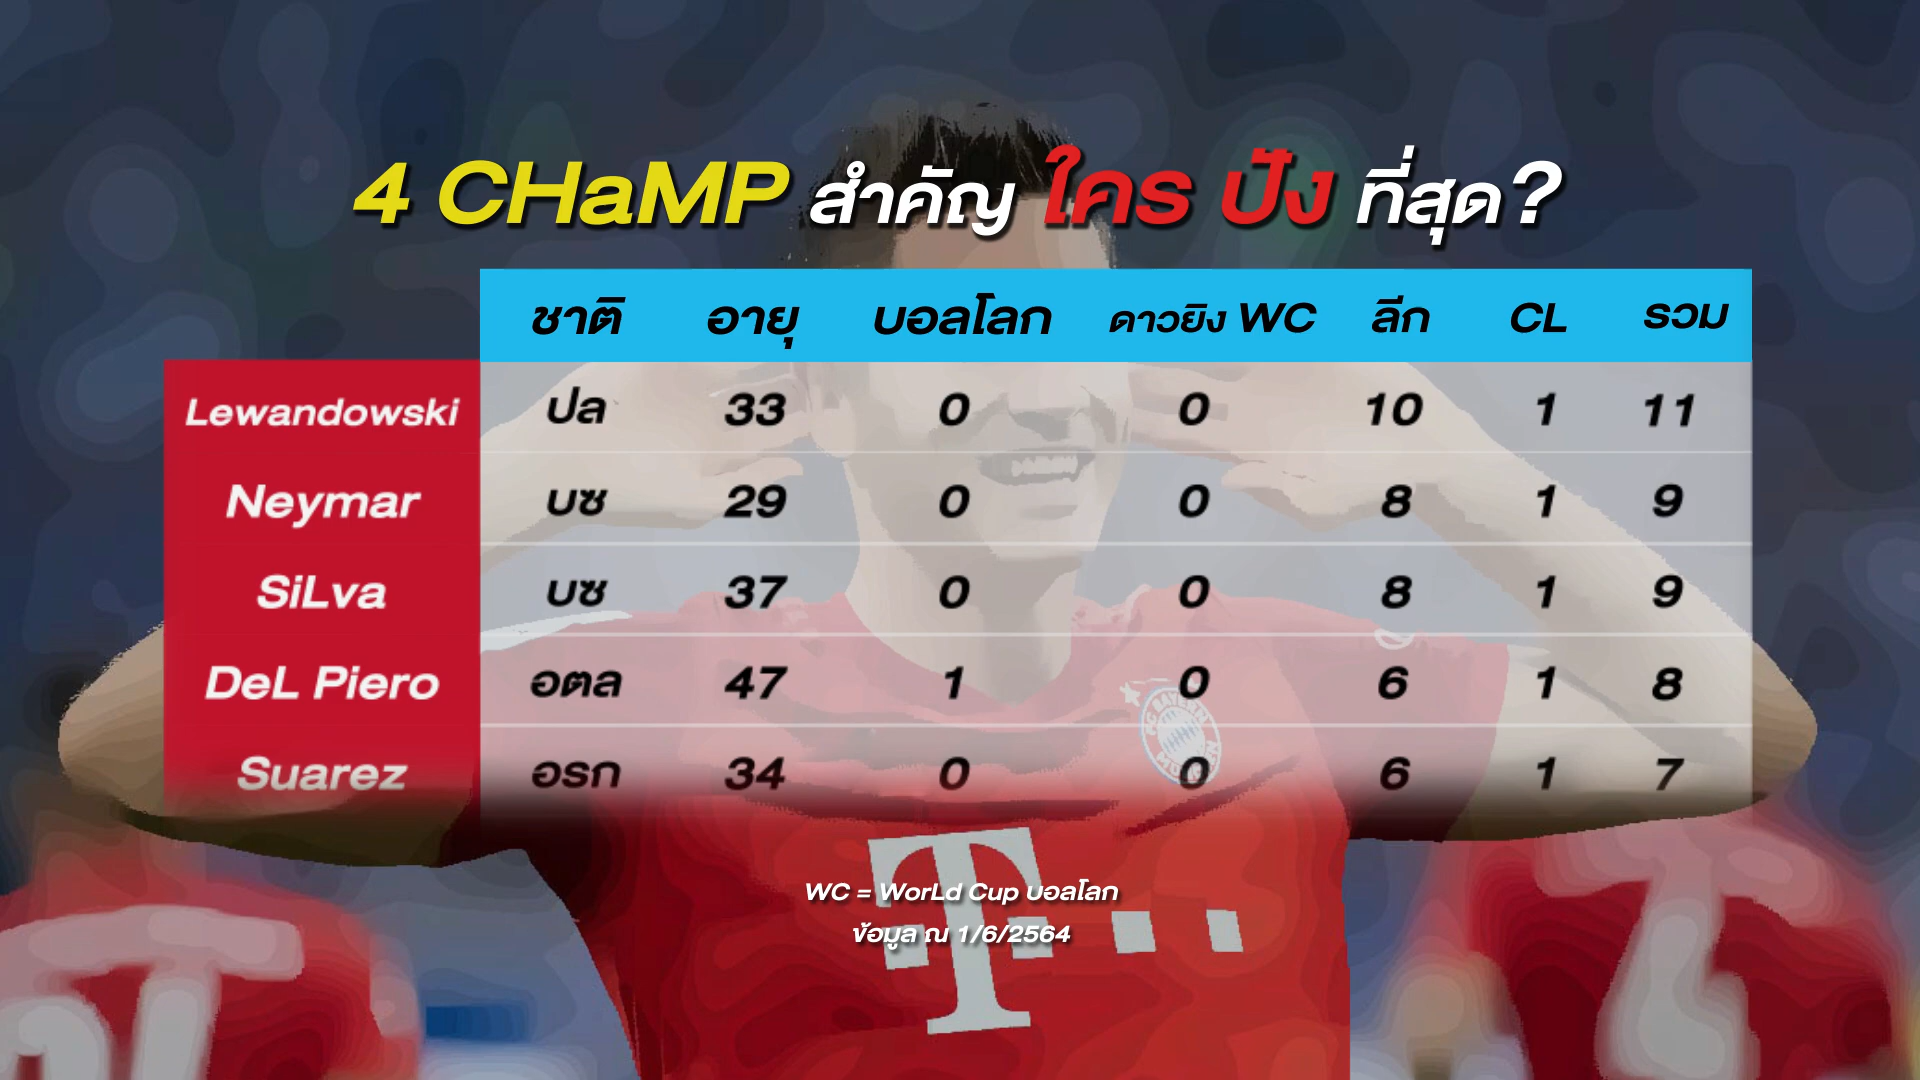 4 CHaMP สำคัญ ใคร ปัง ที่สุด?
ชาติ อายุ บอลโลก ดาวยิง WC ลีก CL รวม
Lewandowski ปล 33 0 0 10 1 11
Neymar บซ 29 0 0 8 1 9
SiLva บซ 37 0 0 8 1 9
DeL Piero อตล 47 1 0 6 1 8
Suarez อรก 34 0 0 6 1 7
FC BAYERN
T
WC = WorLd Cup บอลโลก
ข้อมูล ณ 1/6/2564